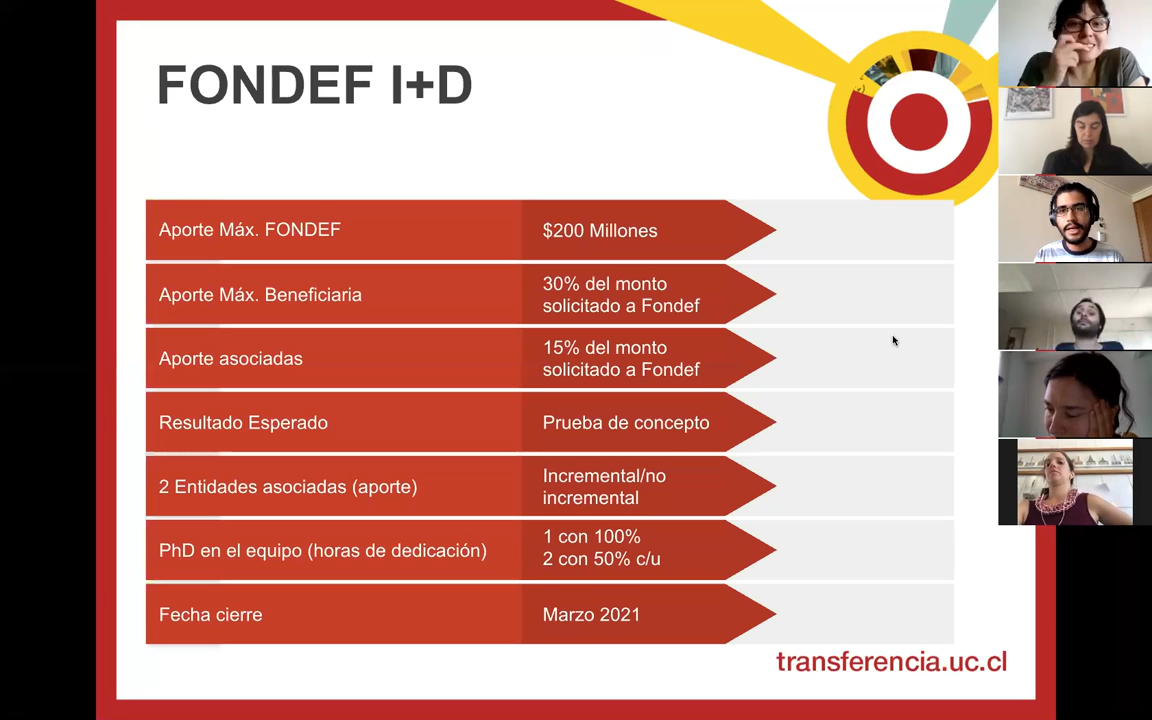 FONDEF I+D
Aporte Máx. FONDEF
$200 Millones
Aporte Máx. Beneficiaria
30% del monto
solicitado a Fondef
Aporte asociadas
15% del monto
solicitado a Fondef
Resultado Esperado
Prueba de concepto
2 Entidades asociadas (aporte)
Incremental/no
incremental
PhD en el equipo (horas de dedicación)
1 con 100%
2 con 50% c/u
Fecha cierre
Marzo 2021
transferencia.uc.cl